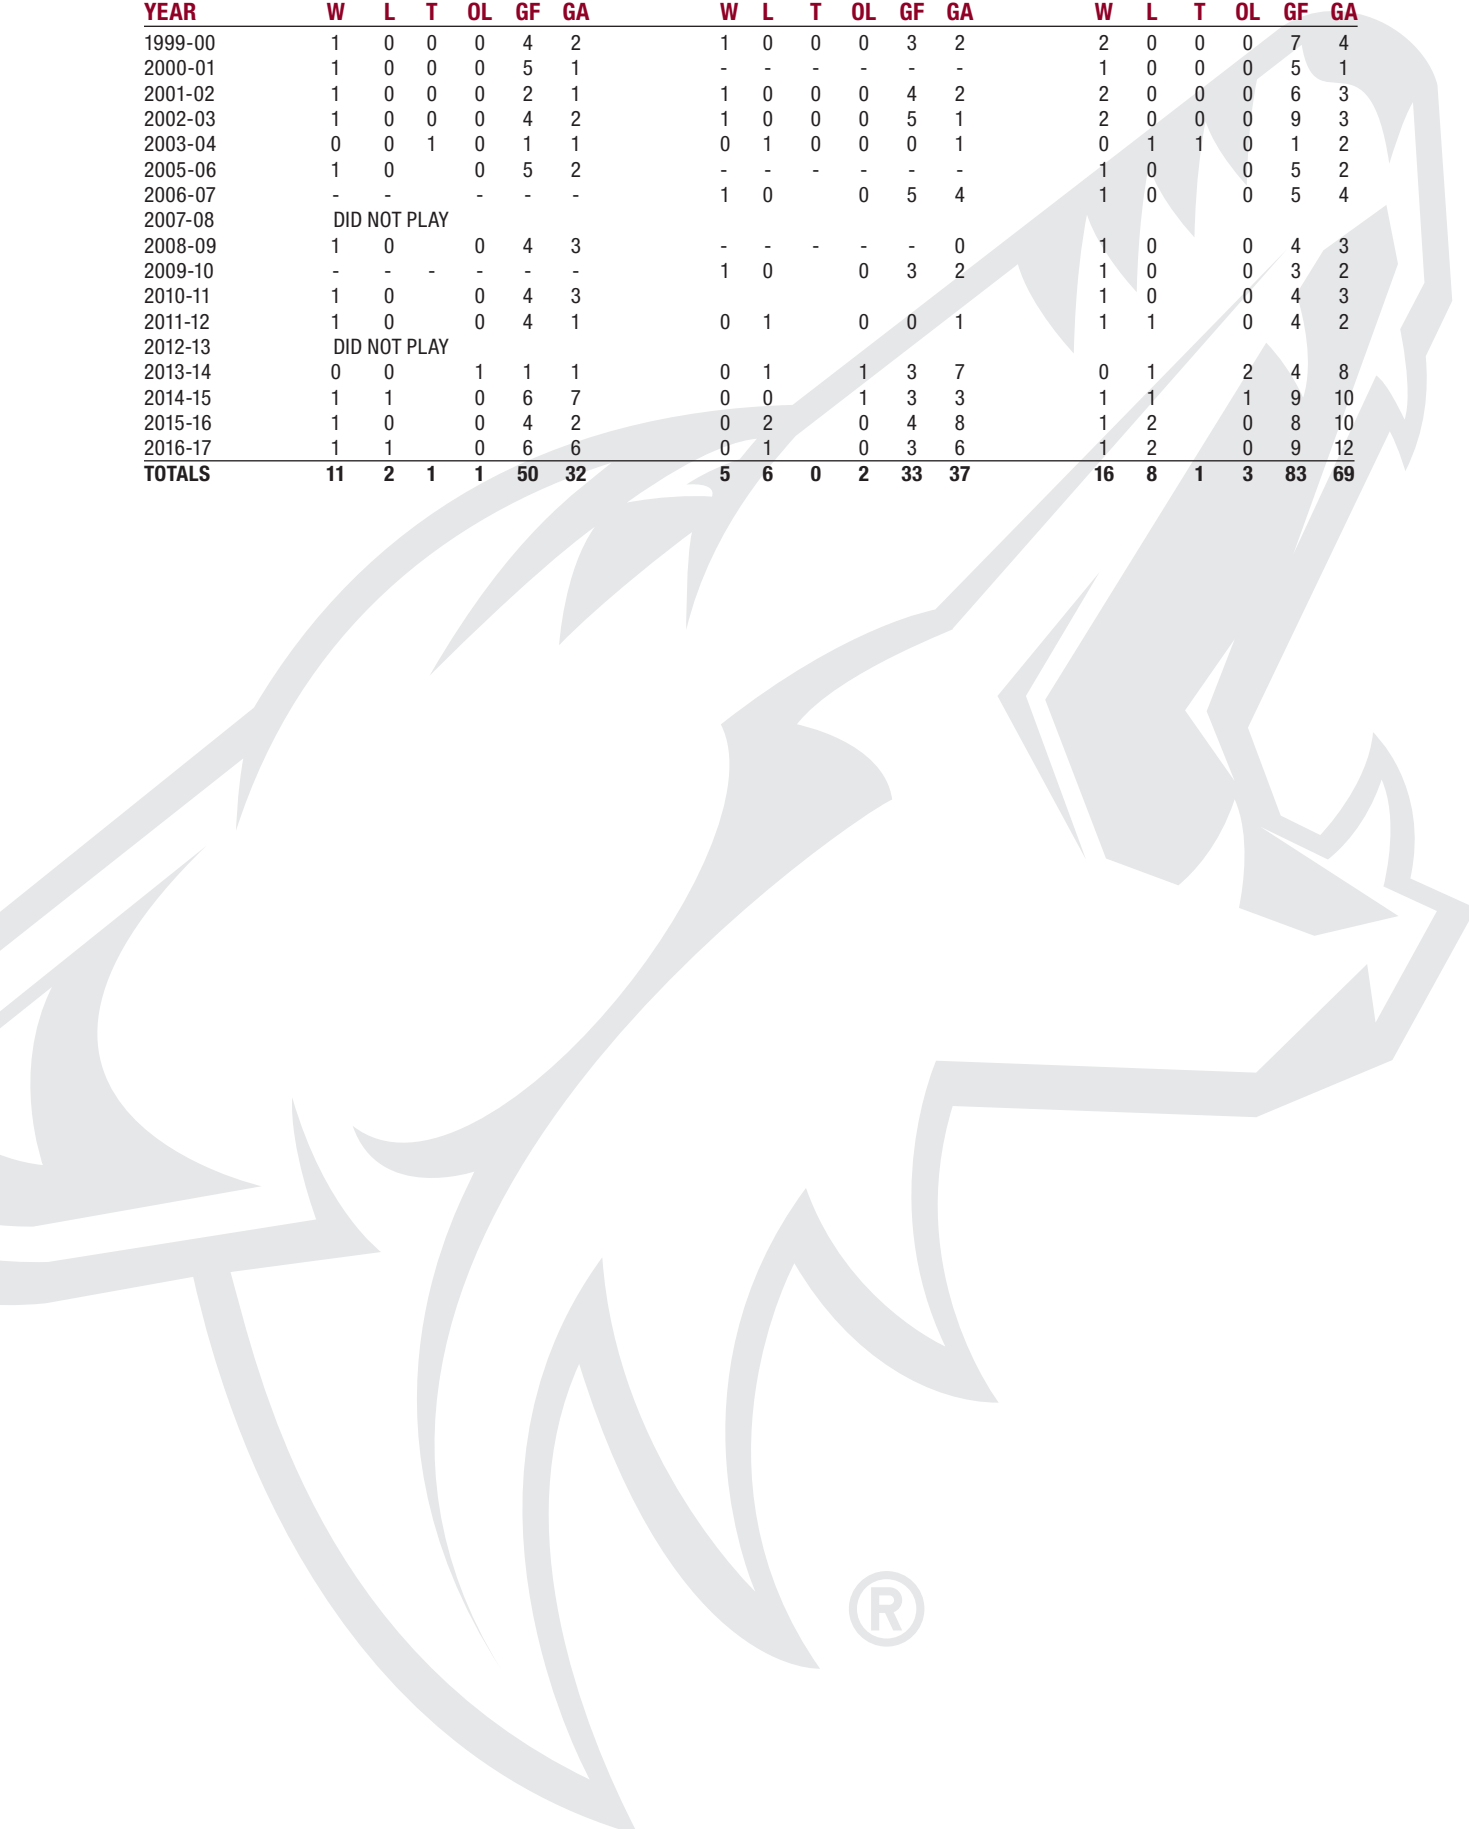 YEAR W L T OL GF GA W L T OL GF GA W L T OL GF GA
1999-00 1 0 0 0 4 2 1 0 0 0 3 2 2 0 0 0 7 4
2000-01 1 0 0 0 5 1 - - - - - - 1 0 0 0 5 1
2001-02 1 0 0 0 2 1 1 0 0 0 4 2 2 0 0 0 6 3
2002-03 1 0 0 0 4 2 1 0 0 0 5 1 2 0 0 0 9 3
2003-04 0 0 1 0 1 1 0 1 0 0 0 1 0 1 1 0 1 2
2005-06 1 0 0 5 2 - - - - - - 1 0 0 5 2
2006-07 - - - - - 1 0 0 5 4 1 0 0 5 4
2007-08 DID NOT PLAY
2008-09 1 0 0 4 3 - - - - - 0 1 0 0 4 3
2009-10 - - - - - - 1 0 0 3 2 1 0 0 3 2
2010-11 1 0 0 4 3 1 0 0 4 3
2011-12 1 0 0 4 1 0 1 0 0 1 1 1 0 4 2
2012-13 DID NOT PLAY
2013-14 0 0 1 1 1 0 1 1 3 7 0 1 2 4 8
2014-15 1 1 0 6 7 0 0 1 3 3 1 1 1 9 10
2015-16 1 0 0 4 2 0 2 0 4 8 1 2 0 8 10
2016-17 1 1 0 6 6 0 1 0 3 6 1 2 0 9 12
TOTALS 11 2 1 1 50 32 5 6 0 2 33 37 16 8 1 3 83 69
®